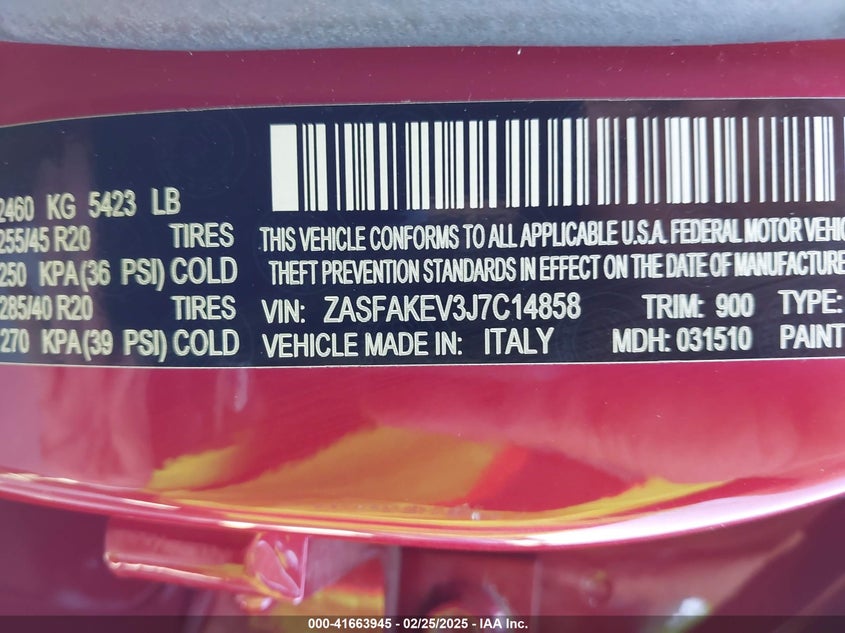 2460 KG 5423 LB
255/45 R20 TIRES
250 KPA(36 PSI) COLD
285/40 R20 TIRES
270 KPA(39 PSI) COLD
THIS VEHICLE CONFORMS TO ALL APPLICABLE U.S.A. FEDERAL MOTOR VEHIC
THEFT PREVENTION STANDARDS IN EFFECT ON THE DATE OF MANUFACTURE
VIN: ZASFAKEV3J7C14858 TRIM: 900 TYPE:
VEHICLE MADE IN: ITALY MDH: 031510 PAINT
000-41663945 - 02/25/2025 - IAA Inc.